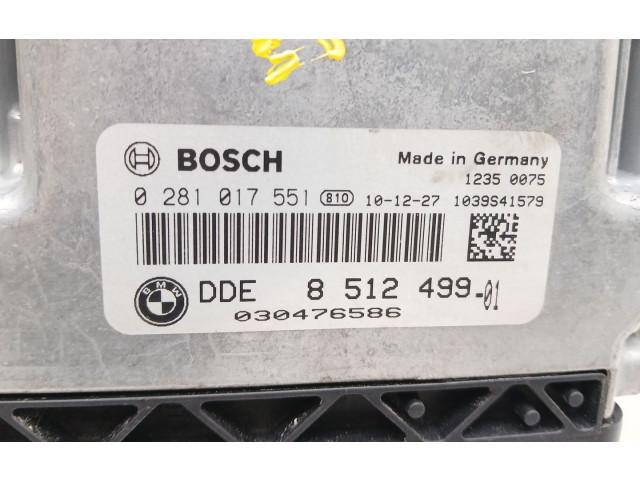 BOSCH
Made in Germany
1235 0075
0 281 017 551 810 10-12-27 1039S41579
BMW DDE 8 512 499-01
030476586